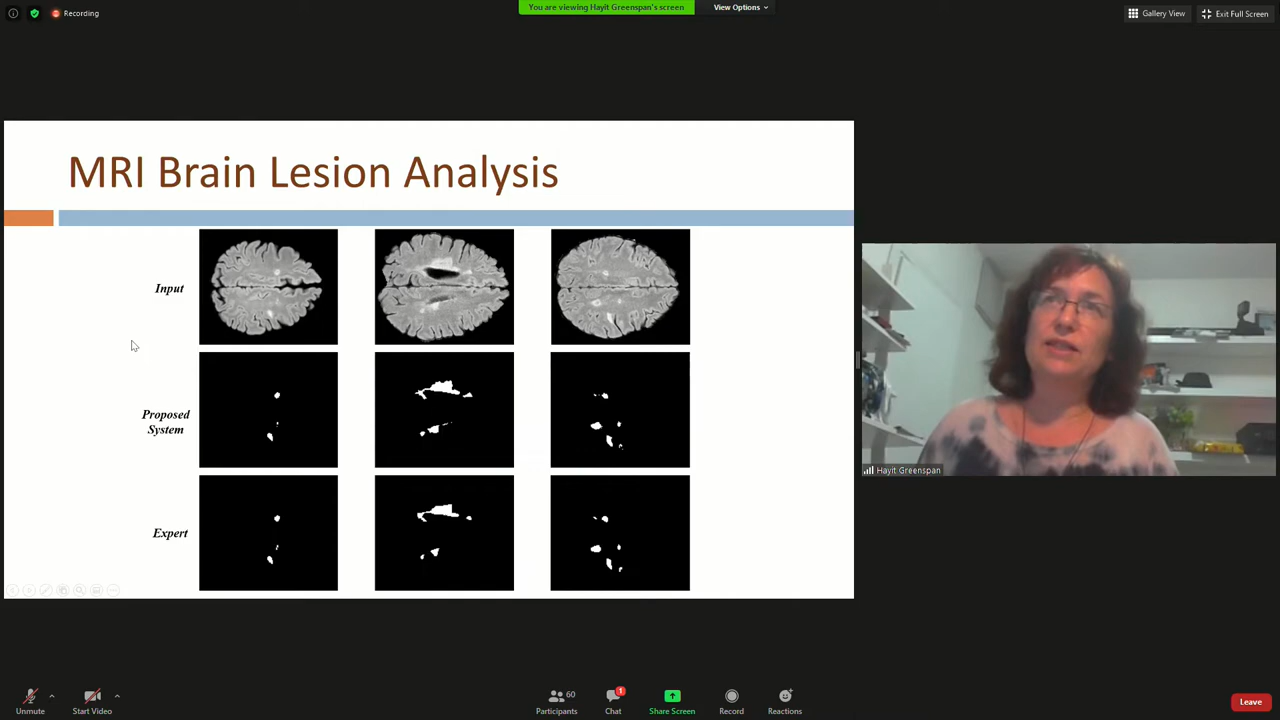 Recording
You are viewing Hayit Greenspan's screen
View Options
Gallery View
Exit Full Screen
MRI Brain Lesion Analysis
Input
Proposed
System
Expert
Hayit Greenspan
Unmute
Start Video
60
Participants
1
Chat
Share Screen
Record
Reactions
Leave